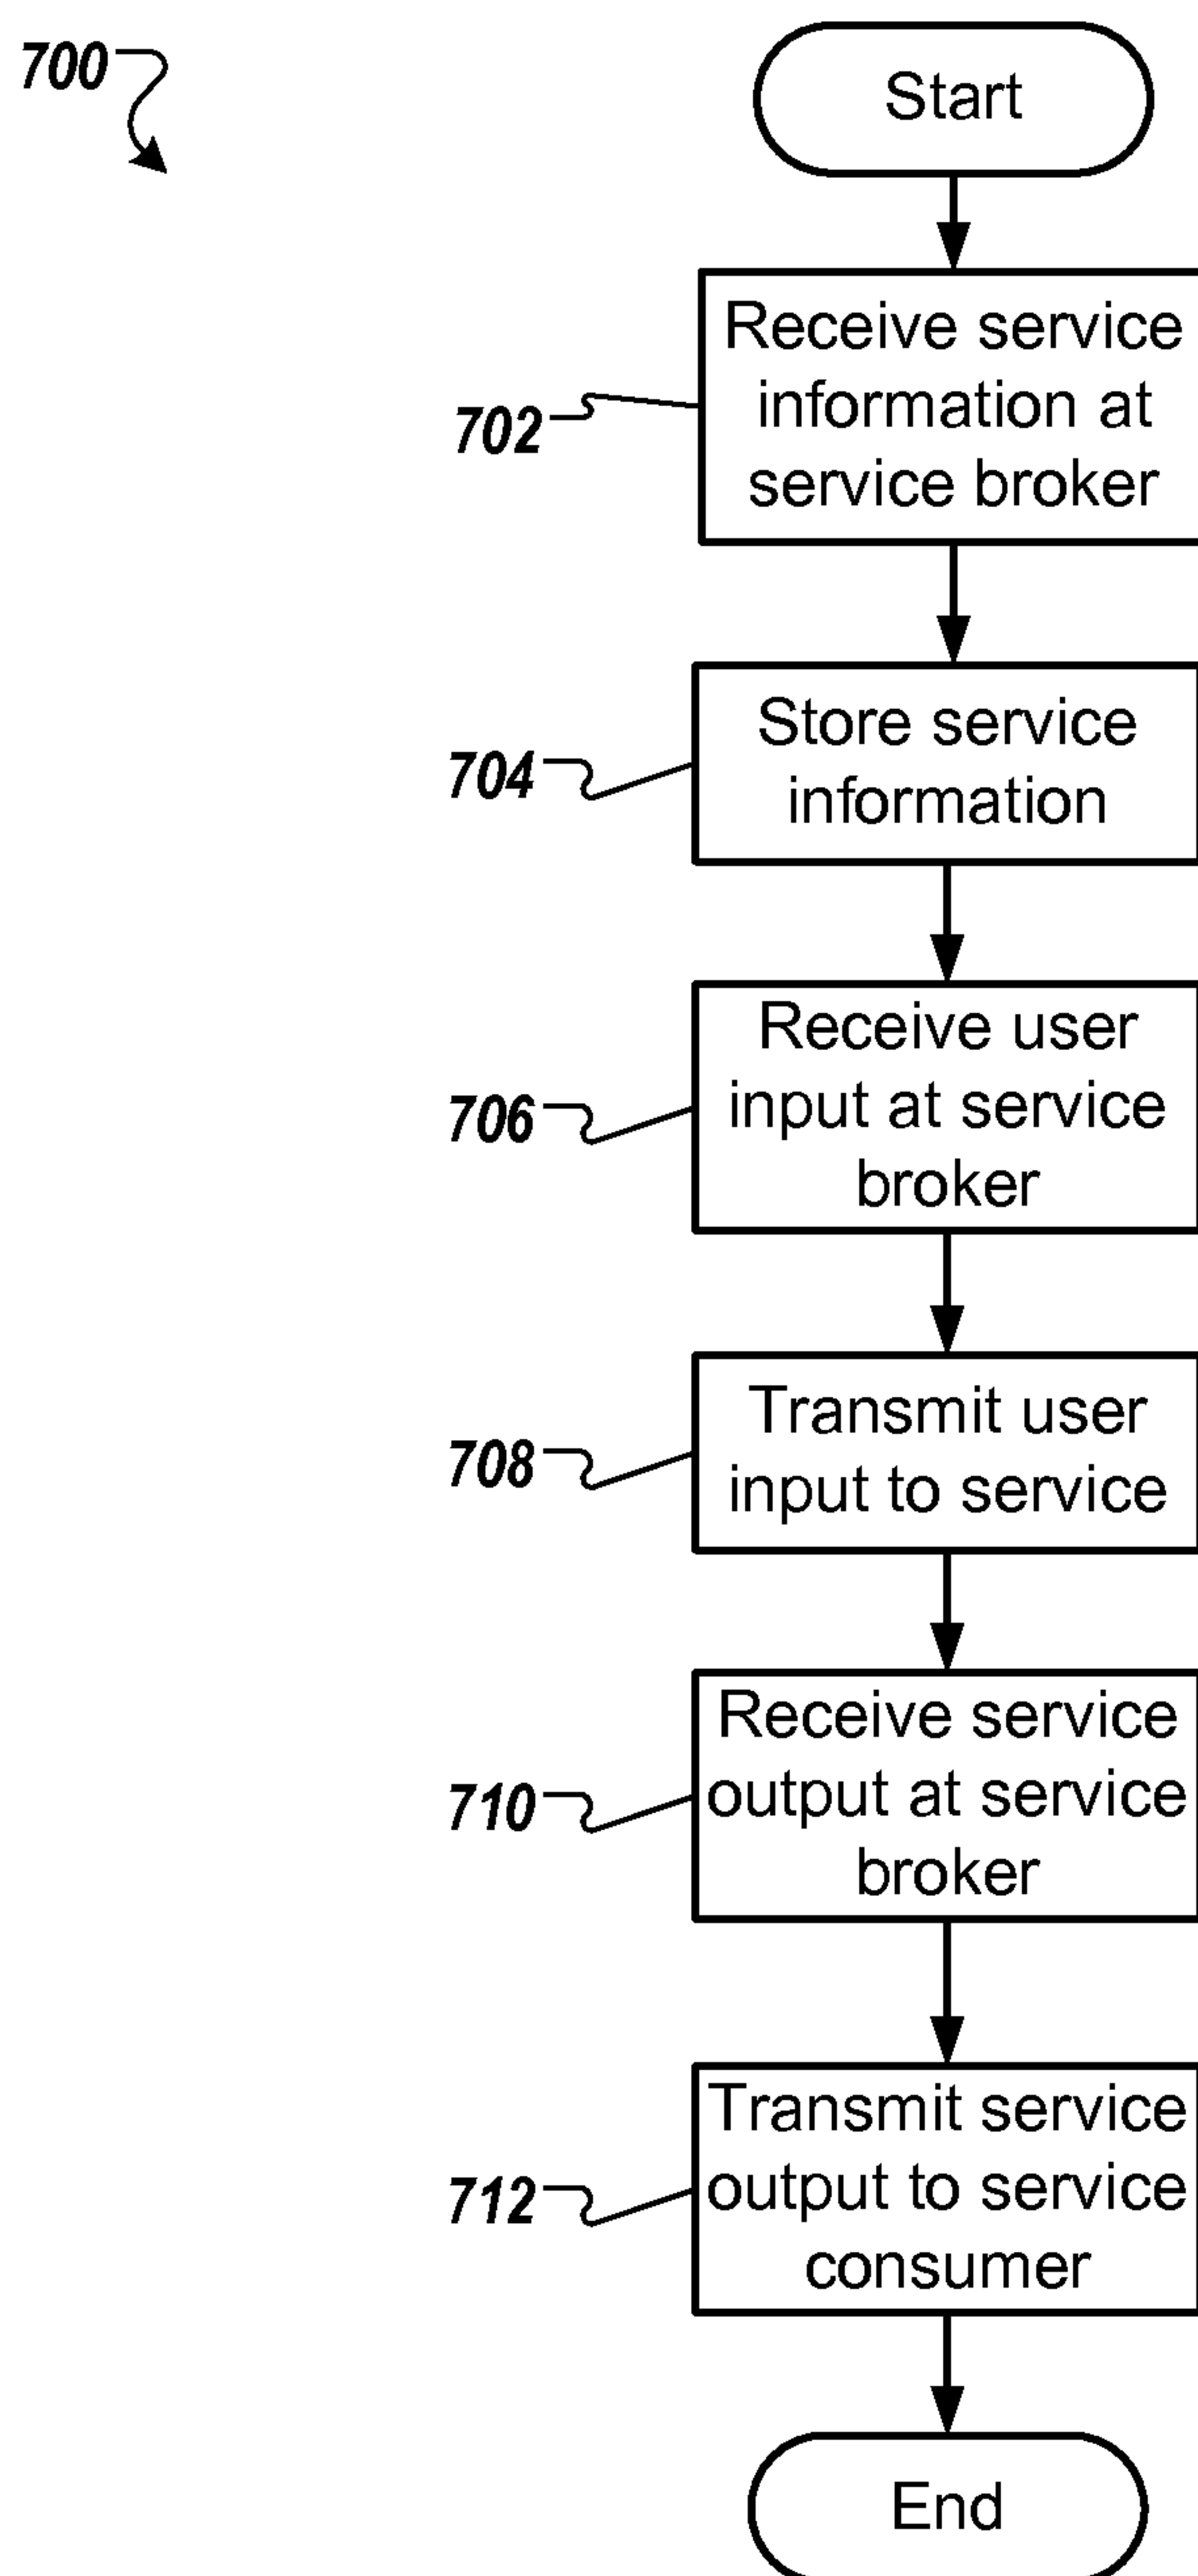 700
Start
Receive service
information at
service broker
702
Store service
information
704
Receive user
input at service
broker
706
Transmit user
input to service
708
Receive service
output at service
broker
710
Transmit service
output to service
consumer
712
End